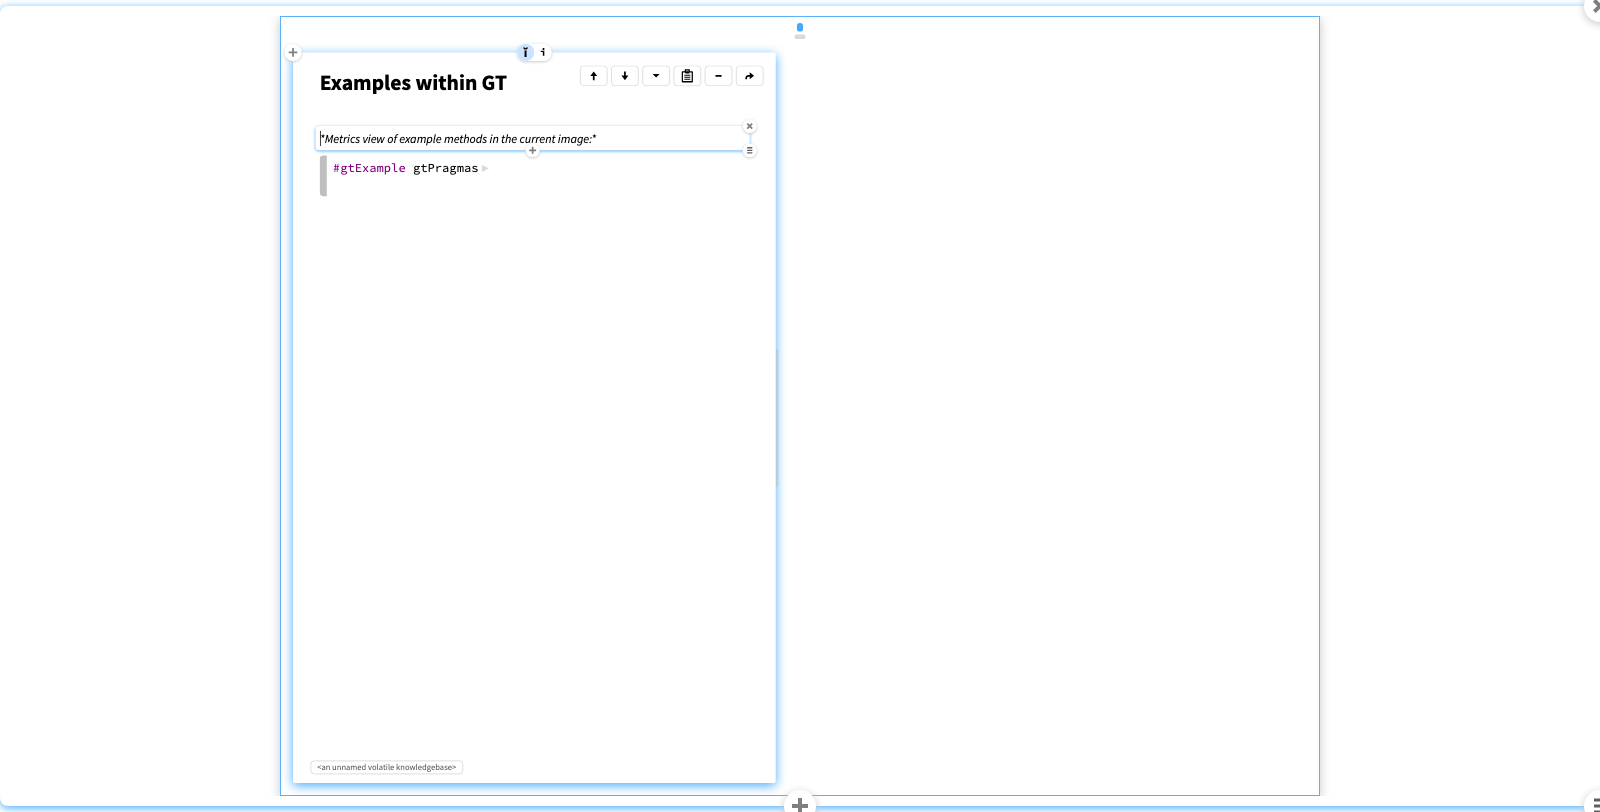 Examples within GT
*Metrics view of example methods in the current image:*
#gtExample gtPragmas
<an unnamed volatile knowledgebase>